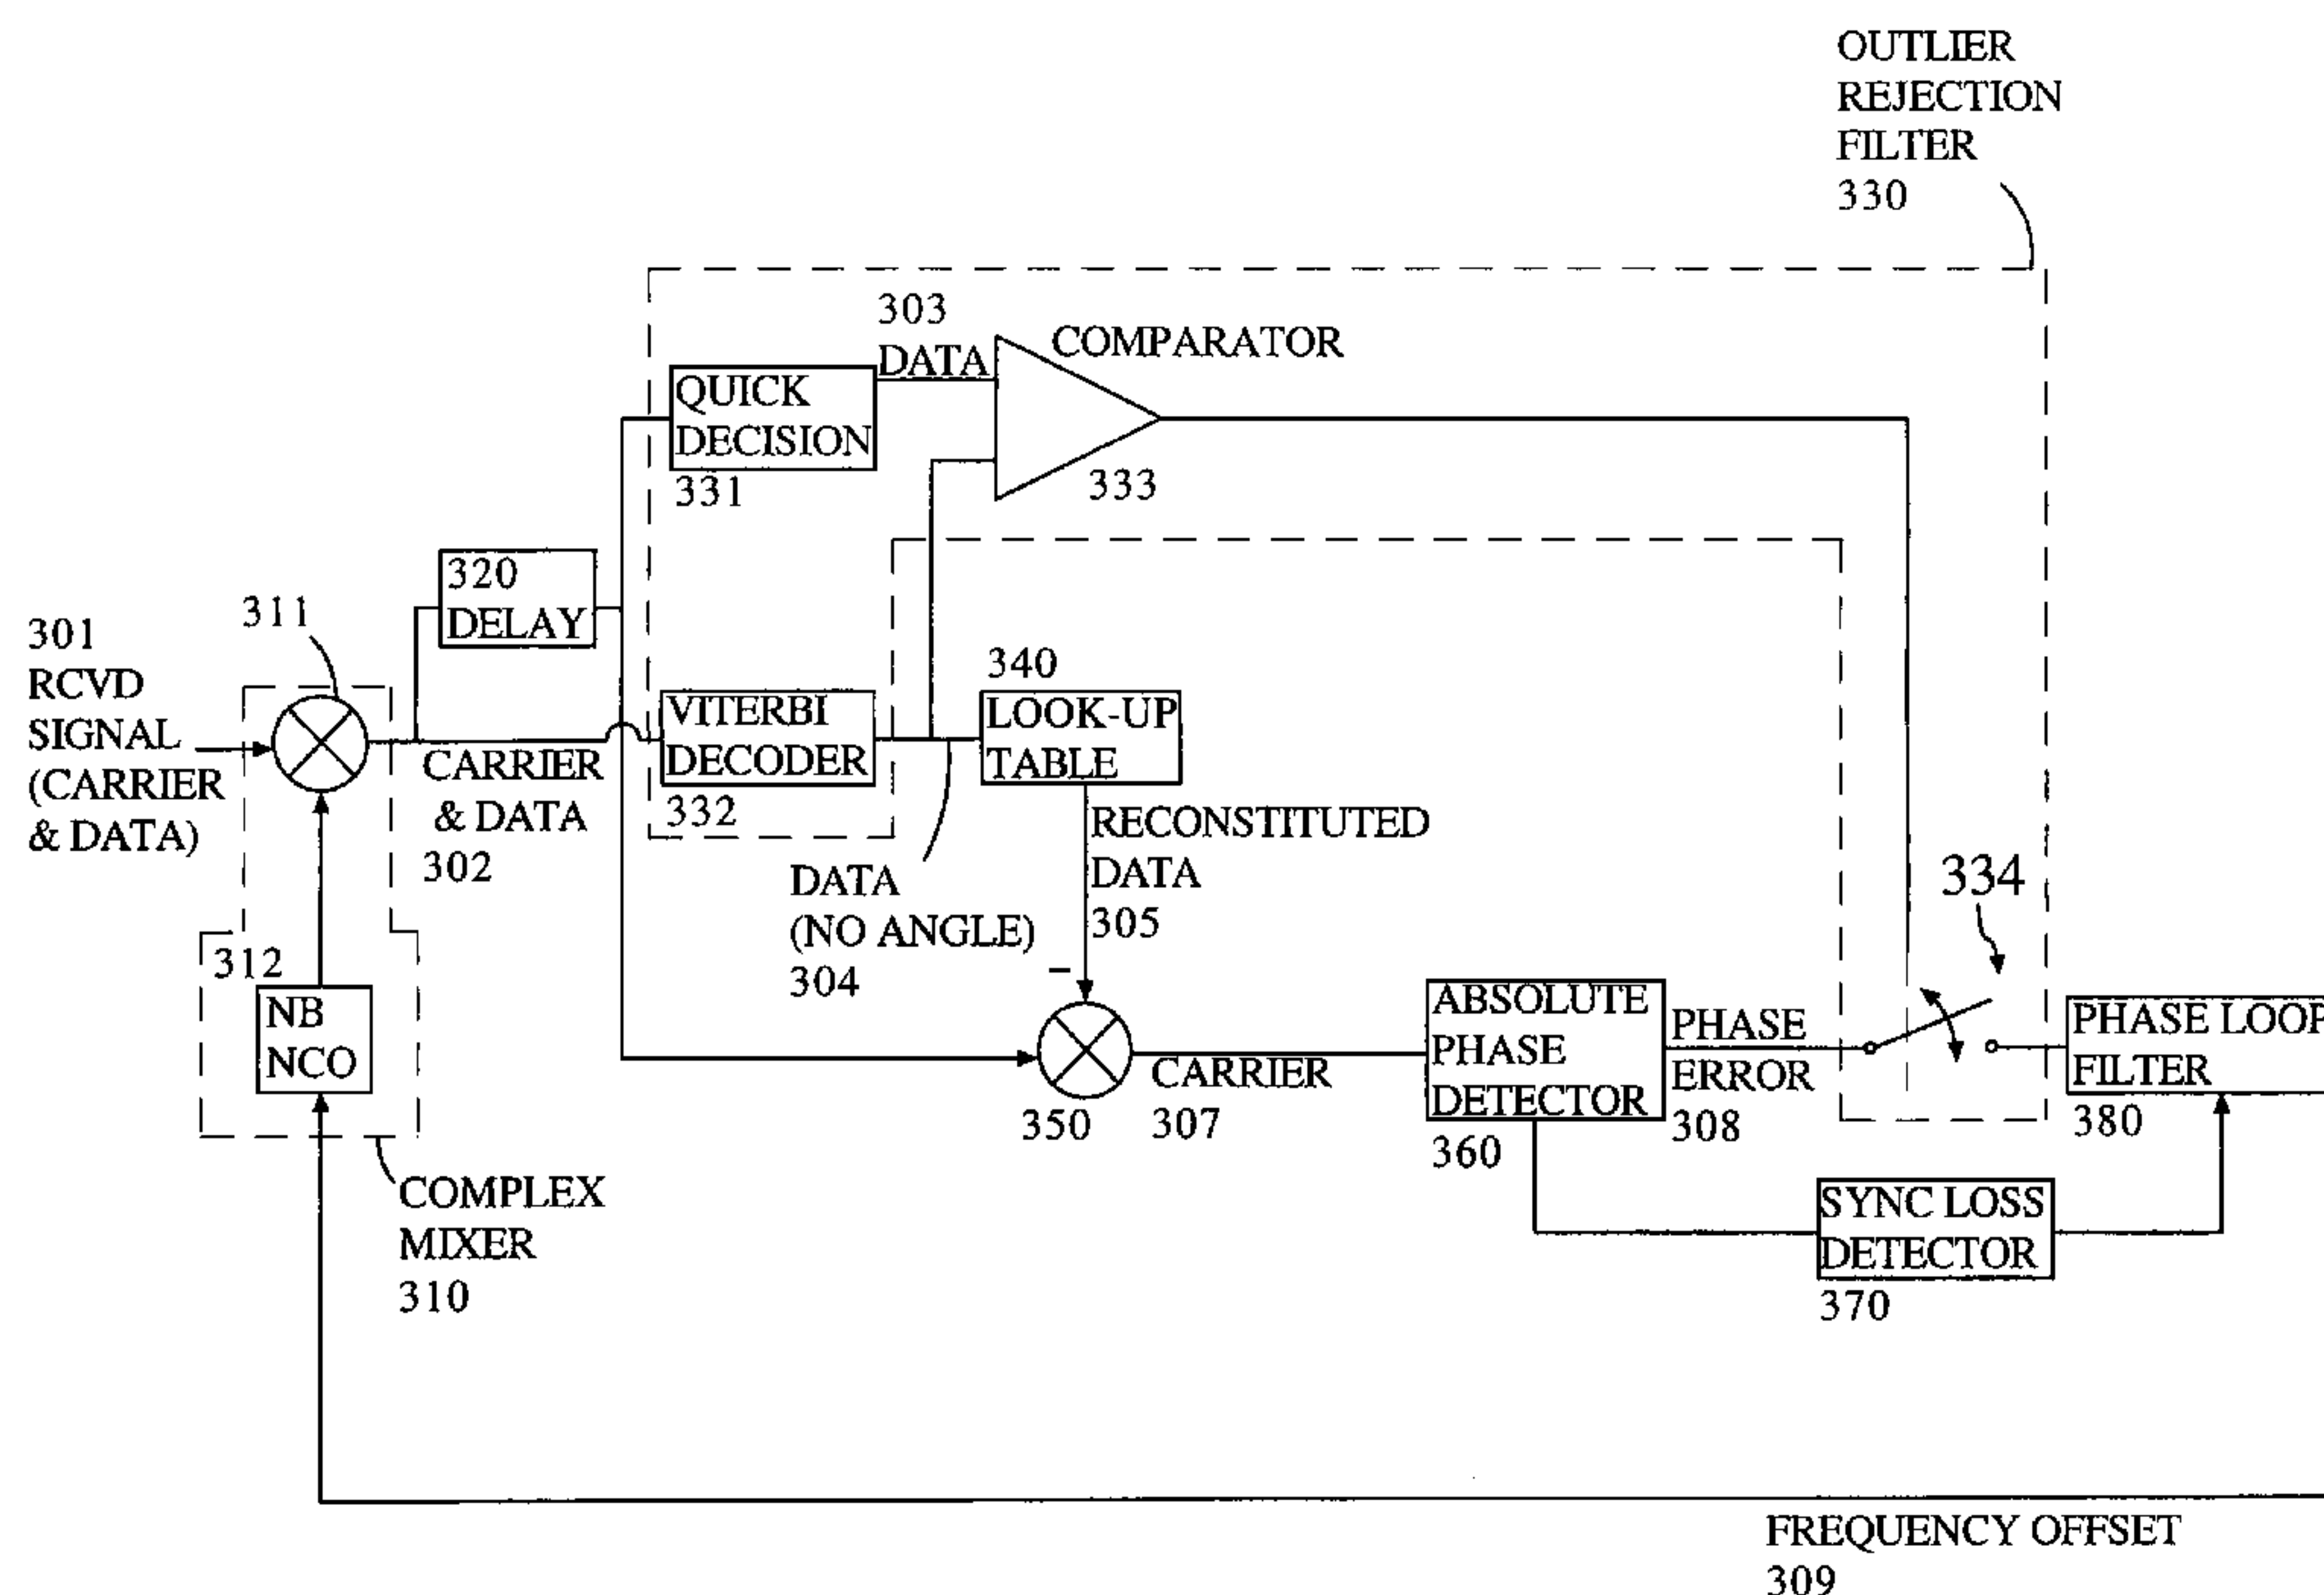 OUTLIER
REJECTION
FILTER
330
303
DATA
COMPARATOR
QUICK
DECISION
331
333
320
DELAY
311
301
RCVD
SIGNAL
(CARRIER
& DATA)
340
VITERBI
DECODER
332
LOOK-UP
TABLE
CARRIER
& DATA
302
RECONSTITUTED
DATA
305
DATA
(NO ANGLE)
304
334
312
NB
NCO
–
350
CARRIER
307
ABSOLUTE
PHASE
DETECTOR
360
PHASE
ERROR
308
PHASE LOOP
FILTER
380
COMPLEX
MIXER
310
SYNC LOSS
DETECTOR
370
FREQUENCY OFFSET
309